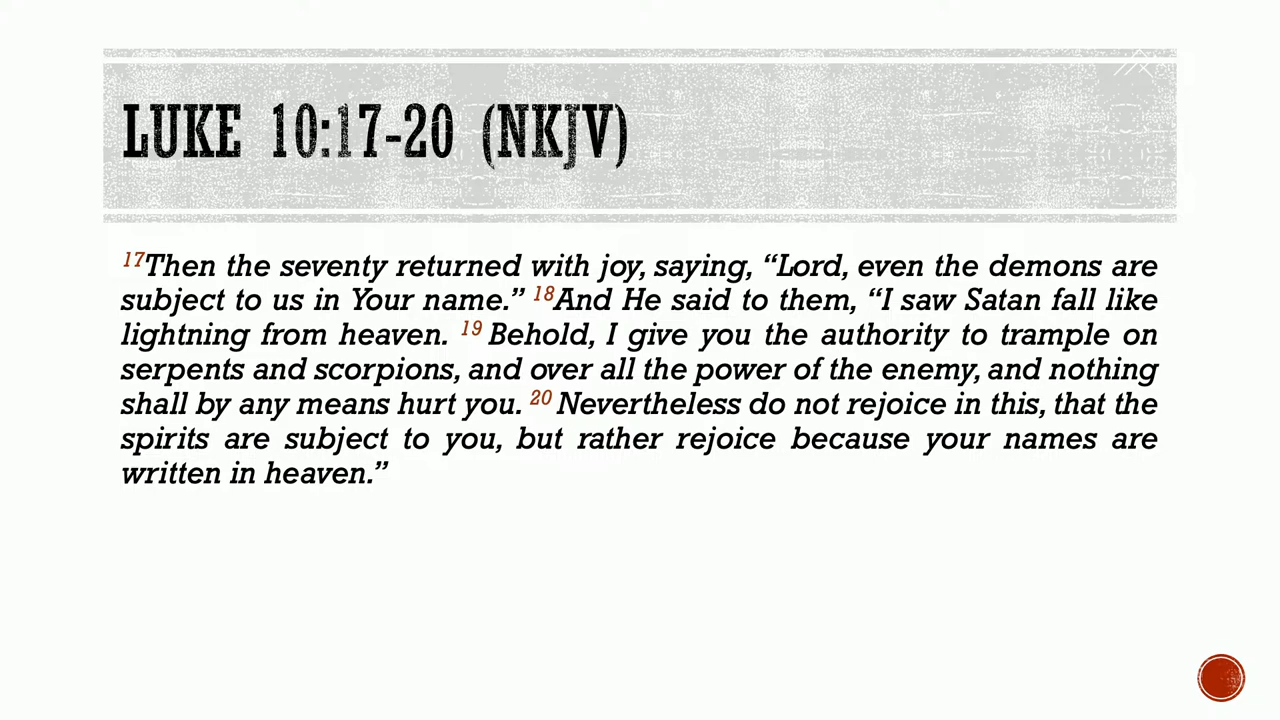 LUKE 10:17-20 (NKJV)
17Then the seventy returned with joy, saying, “Lord, even the demons are
subject to us in Your name.” 18And He said to them, “I saw Satan fall like
lightning from heaven. 19 Behold, I give you the authority to trample on
serpents and scorpions, and over all the power of the enemy, and nothing
shall by any means hurt you. 20 Nevertheless do not rejoice in this, that the
spirits are subject to you, but rather rejoice because your names are
written in heaven.”